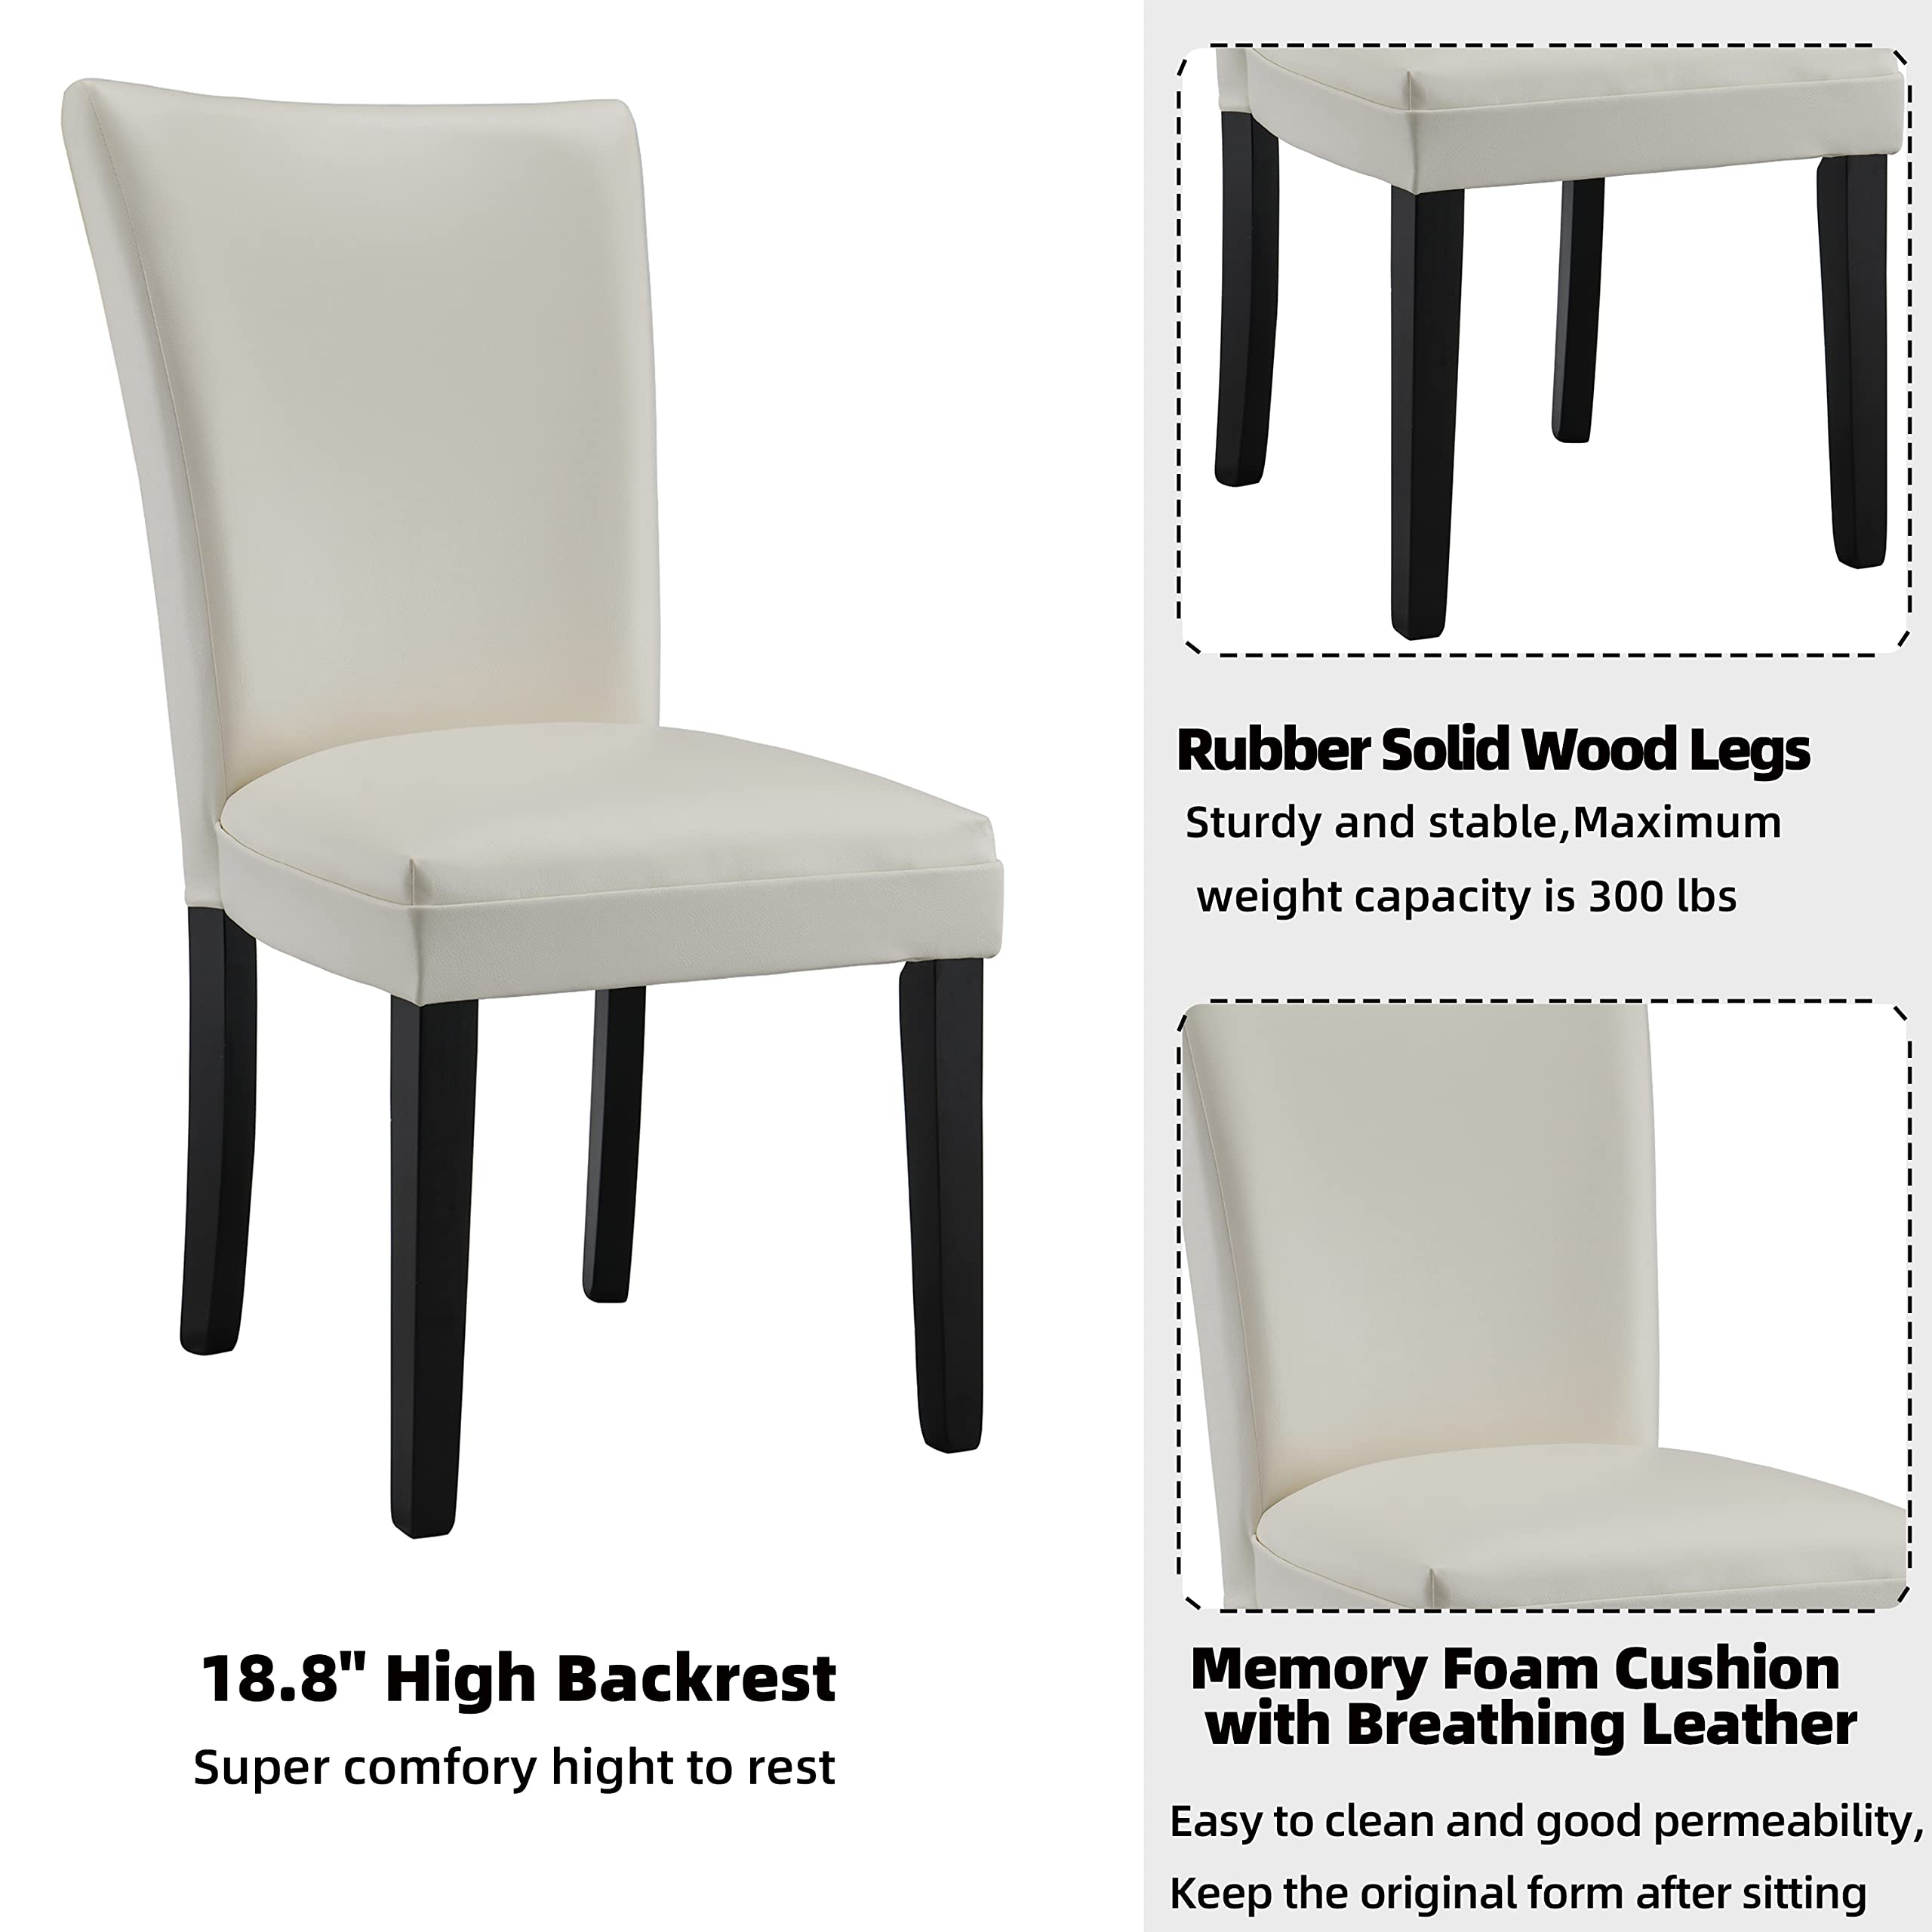 18.8" High Backrest
Super comfory hight to rest
Rubber Solid Wood Legs
Sturdy and stable,Maximum
weight capacity is 300 lbs
Memory Foam Cushion
with Breathing Leather
Easy to clean and good permeability,
Keep the original form after sitting